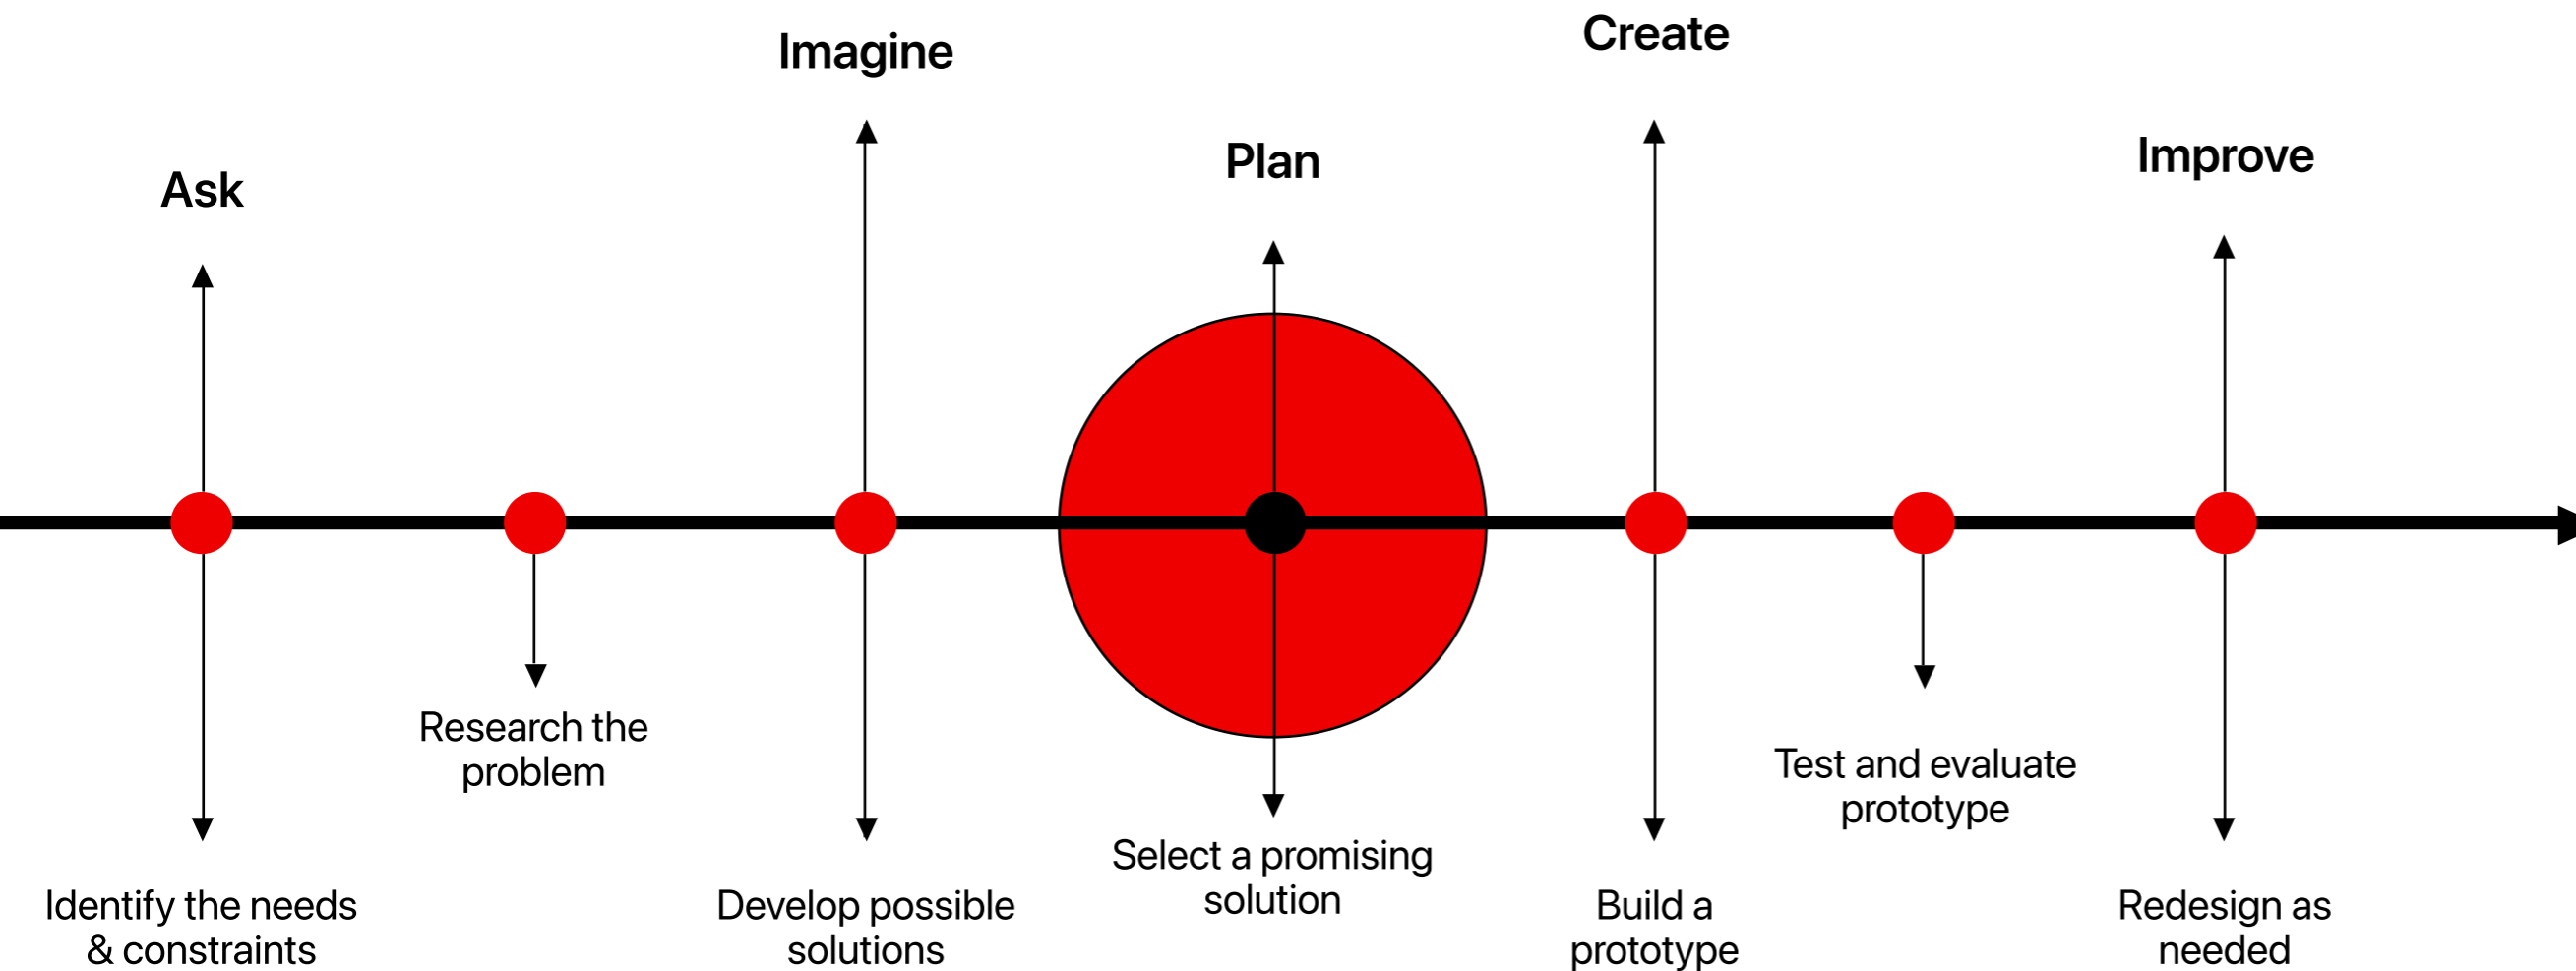 Ask
Imagine
Plan
Create
Improve
Identify the needs
& constraints
Research the
problem
Develop possible
solutions
Select a promising
solution
Build a
prototype
Test and evaluate
prototype
Redesign as
needed